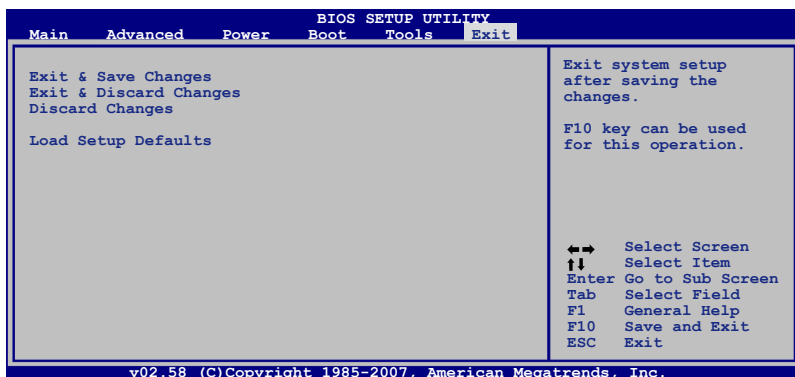 BIOS SETUP UTILITY
Main Advanced Power Boot Tools Exit
Exit & Save Changes
Exit & Discard Changes
Discard Changes
Load Setup Defaults
Exit system setup
after saving the
changes.
F10 key can be used
for this operation.
←→ Select Screen
↑↓ Select Item
Enter Go to Sub Screen
Tab Select Field
F1 General Help
F10 Save and Exit
ESC Exit
v02.58 (C)Copyright 1985-2007, American Megatrends, Inc.